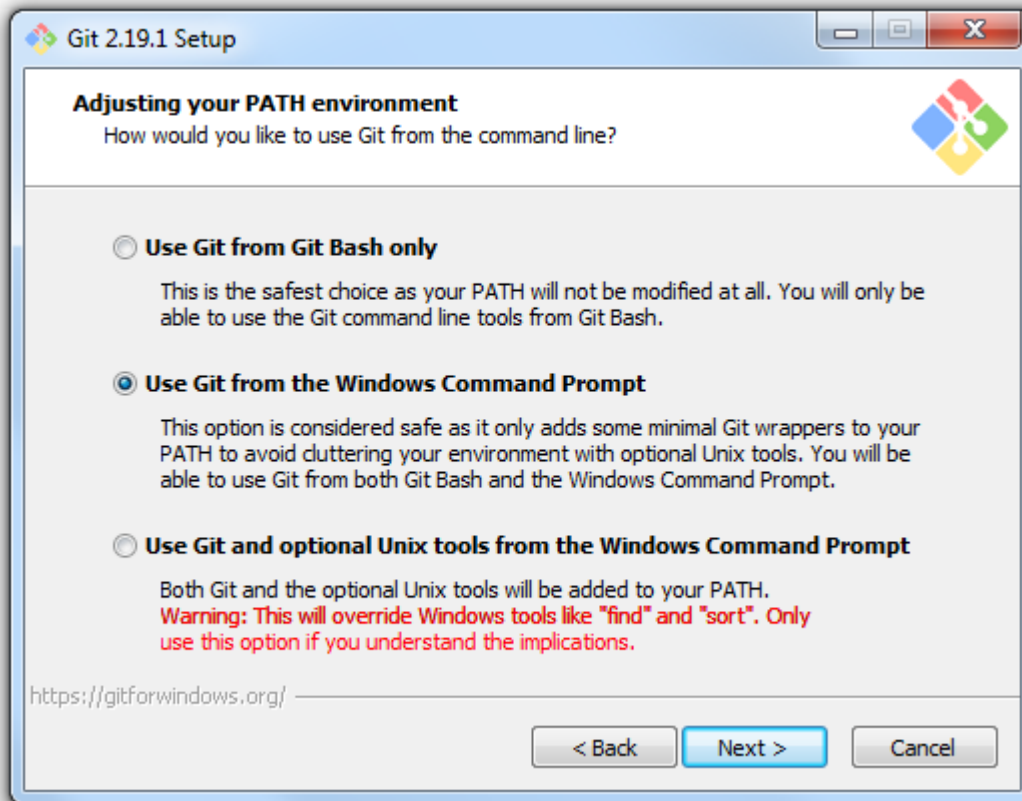 Git 2.19.1 Setup
Adjusting your PATH environment
How would you like to use Git from the command line?
Use Git from Git Bash only
This is the safest choice as your PATH will not be modified at all. You will only be
able to use the Git command line tools from Git Bash.
Use Git from the Windows Command Prompt
This option is considered safe as it only adds some minimal Git wrappers to your
PATH to avoid cluttering your environment with optional Unix tools. You will be
able to use Git from both Git Bash and the Windows Command Prompt.
Use Git and optional Unix tools from the Windows Command Prompt
Both Git and the optional Unix tools will be added to your PATH.
Warning: This will override Windows tools like "find" and "sort". Only
use this option if you understand the implications.
https://gitforwindows.org/
< Back
Next >
Cancel